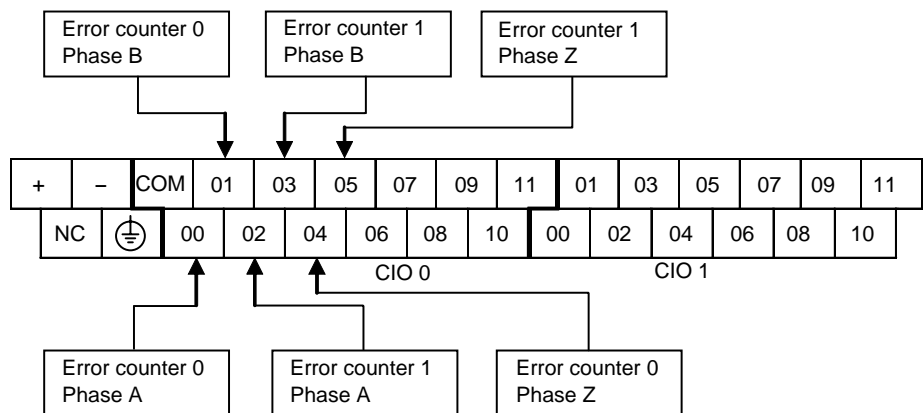 Error counter 0
Phase B
Error counter 1
Phase B
Error counter 1
Phase Z
+ – COM 01 03 05 07 09 11 01 03 05 07 09 11
NC 00 02 04 06 08 10 00 02 04 06 08 10
CIO 0 CIO 1
Error counter 0
Phase A
Error counter 1
Phase A
Error counter 0
Phase Z